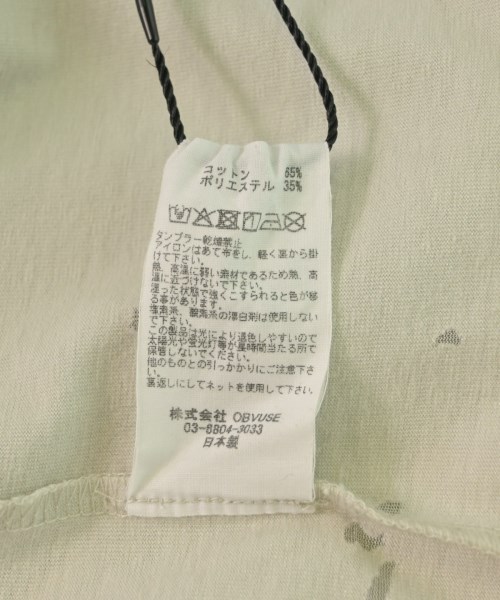 コットン 65%
ポリエステル 35%
タンブラー乾燥禁止
アイロンはあて布をし、軽く裏から掛
けて下さい。
熱、高温に弱い素材であるため熱、高
温に近づけないで下さい。
湿った状態で強くこすられると色が移
る事があります。
塩素系、酸素系の漂白剤は使用しない
で下さい。
この製品は光により退色しやすいので
太陽光や蛍光灯等が長時間当たる所で
保管しないでください。
他のものとの引っかかりにご注意下さ
い。
裏返しにしてネットを使用して下さい。
株式会社 OBVUSE
03-6804-3033
日本製